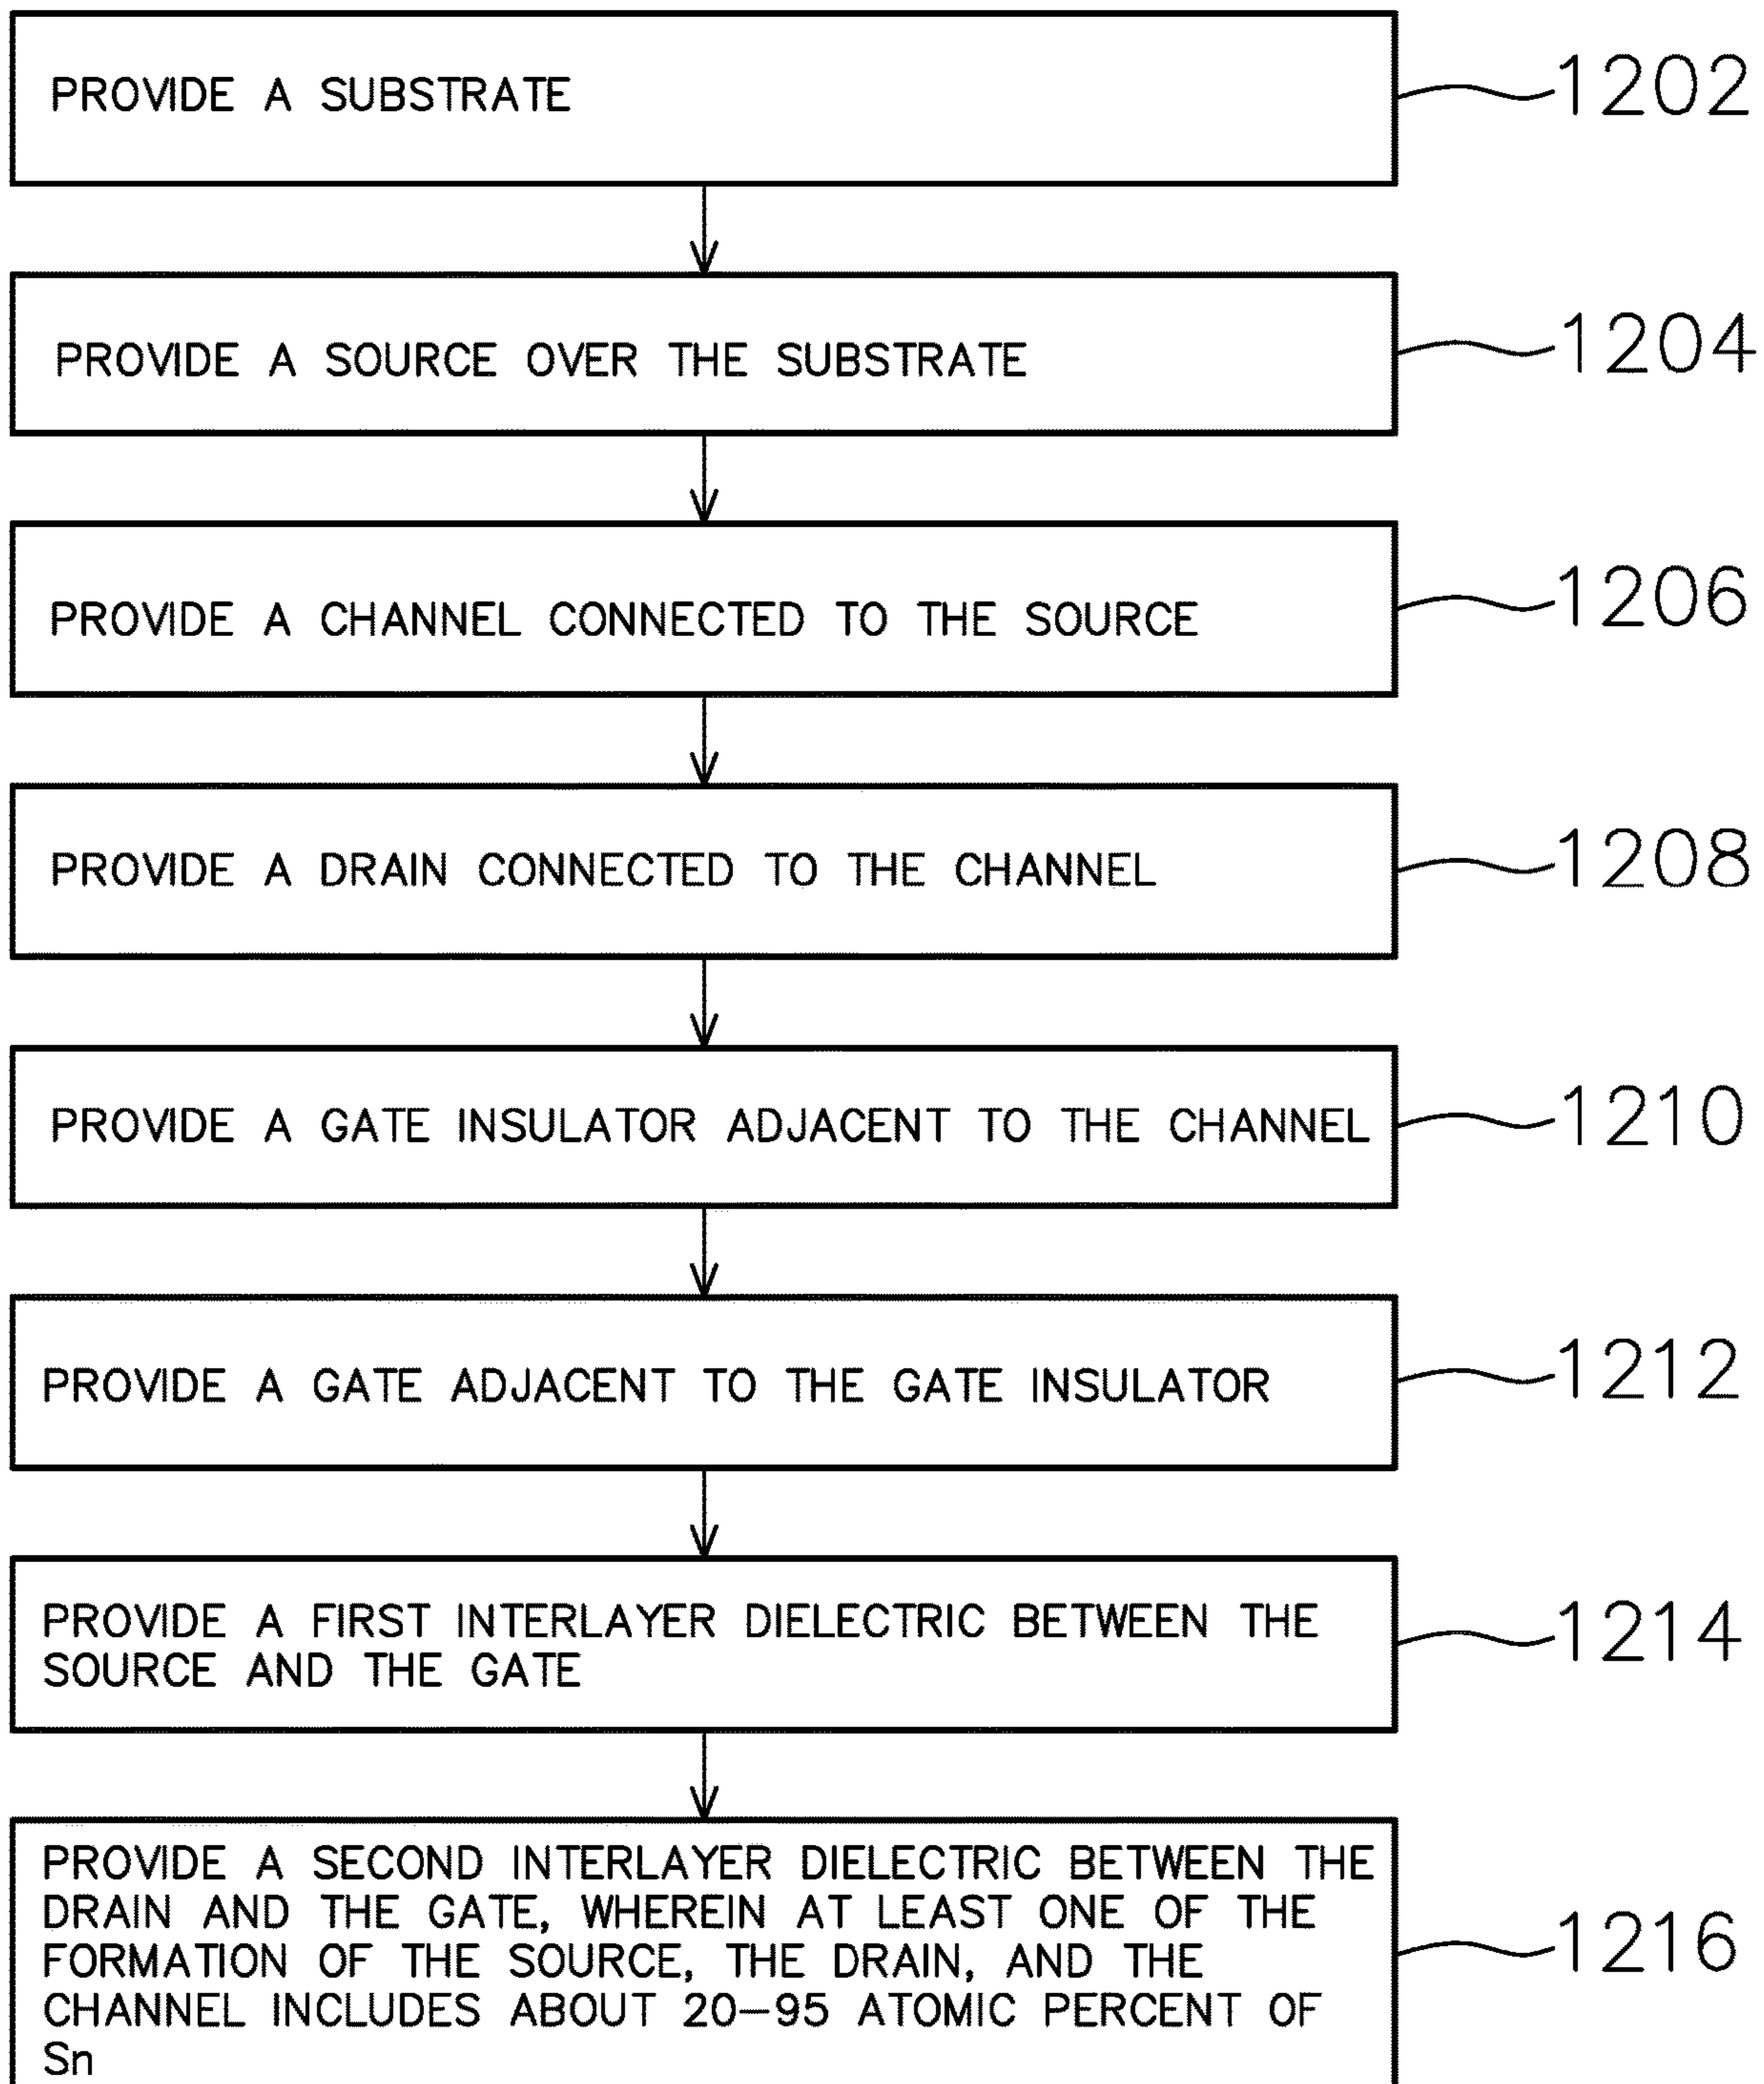 PROVIDE A SUBSTRATE
1202
PROVIDE A SOURCE OVER THE SUBSTRATE
1204
PROVIDE A CHANNEL CONNECTED TO THE SOURCE
1206
PROVIDE A DRAIN CONNECTED TO THE CHANNEL
1208
PROVIDE A GATE INSULATOR ADJACENT TO THE CHANNEL
1210
PROVIDE A GATE ADJACENT TO THE GATE INSULATOR
1212
PROVIDE A FIRST INTERLAYER DIELECTRIC BETWEEN THE
SOURCE AND THE GATE
1214
PROVIDE A SECOND INTERLAYER DIELECTRIC BETWEEN THE
DRAIN AND THE GATE, WHEREIN AT LEAST ONE OF THE
FORMATION OF THE SOURCE, THE DRAIN, AND THE
CHANNEL INCLUDES ABOUT 20-95 ATOMIC PERCENT OF
Sn
1216